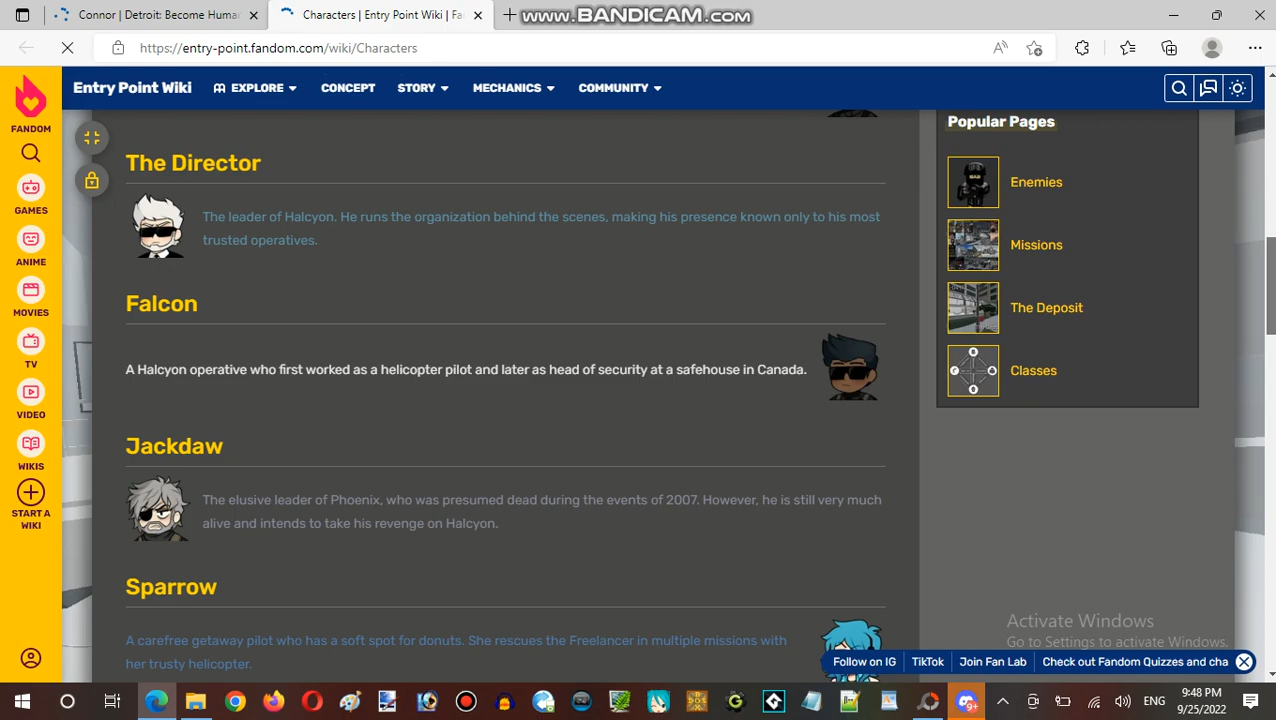 Connor | Detroit: Become Huma
Characters | Entry Point Wiki | Fa
www.BANDICAM.com
https://entry-point.fandom.com/wiki/Characters
FANDOM
GAMES
ANIME
MOVIES
TV
VIDEO
WIKIS
START A
WIKI
Entry Point Wiki
EXPLORE
CONCEPT
STORY
MECHANICS
COMMUNITY
The Director
The leader of Halcyon. He runs the organization behind the scenes, making his presence known only to his most
trusted operatives.
Falcon
A Halcyon operative who first worked as a helicopter pilot and later as head of security at a safehouse in Canada.
Jackdaw
The elusive leader of Phoenix, who was presumed dead during the events of 2007. However, he is still very much
alive and intends to take his revenge on Halcyon.
Sparrow
A carefree getaway pilot who has a soft spot for donuts. She rescues the Freelancer in multiple missions with
her trusty helicopter.
Popular Pages
Enemies
Missions
The Deposit
Classes
Activate Windows
Go to Settings to activate Windows.
Follow on IG
TikTok
Join Fan Lab
Check out Fandom Quizzes and cha
9+
ENG
9:48 PM
9/25/2022